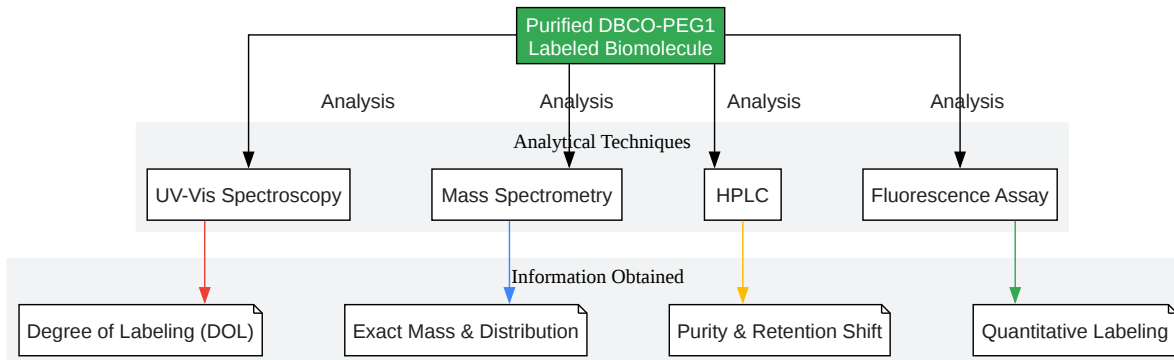 Purified DBCO-PEG1
Labeled Biomolecule
Analysis
Analysis
Analysis
Analysis
Analytical Techniques
UV-Vis Spectroscopy
Mass Spectrometry
HPLC
Fluorescence Assay
Information Obtained
Degree of Labeling (DOL)
Exact Mass & Distribution
Purity & Retention Shift
Quantitative Labeling